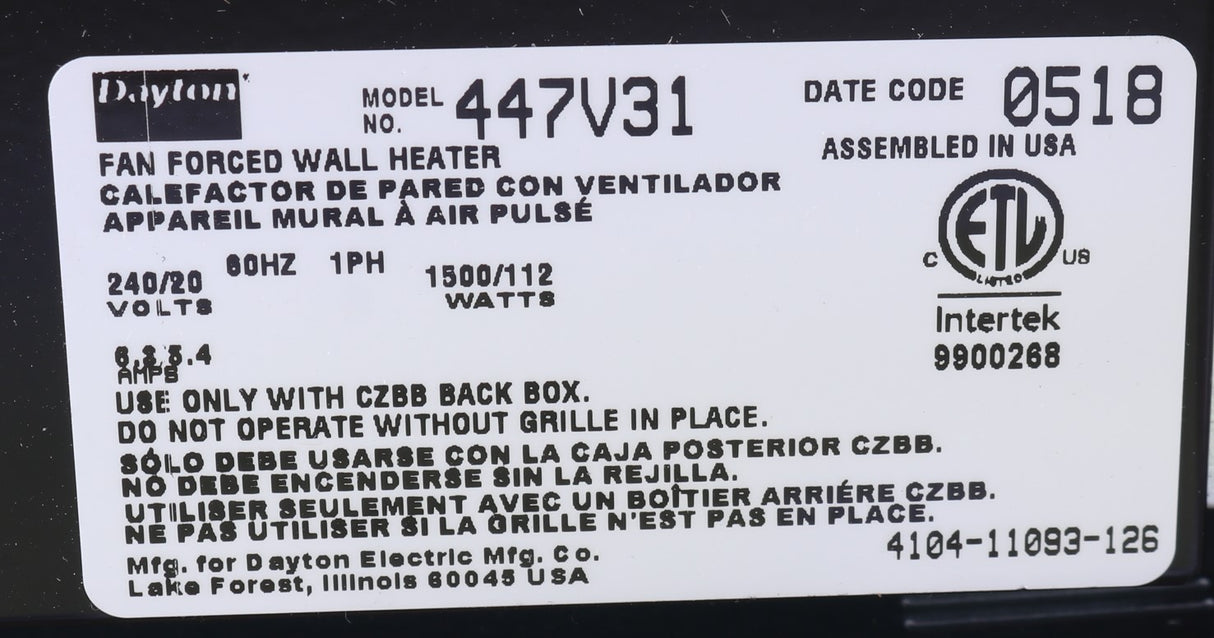 Dayton
MODEL NO. 447V31
DATE CODE 0518
ASSEMBLED IN USA
FAN FORCED WALL HEATER
CALEFACTOR DE PARED CON VENTILADOR
APPAREIL MURAL À AIR PULSÉ
240/20 VOLTS
60HZ 1PH
1500/112 WATTS
C ETL US
LISTED
Intertek
9900268
AMPS
USE ONLY WITH CZBB BACK BOX.
DO NOT OPERATE WITHOUT GRILLE IN PLACE.
SÓLO DEBE USARSE CON LA CAJA POSTERIOR CZBB.
NO DEBE ENCENDERSE SIN LA REJILLA.
UTILISER SEULEMENT AVEC UN BOÎTIER ARRIÉRE CZBB.
NE PAS UTILISER SI LA GRILLE N'EST PAS EN PLACE.
Mfg. for Dayton Electric Mfg. Co.
Lake Forest, Illinois 60045 USA
4104-11093-126